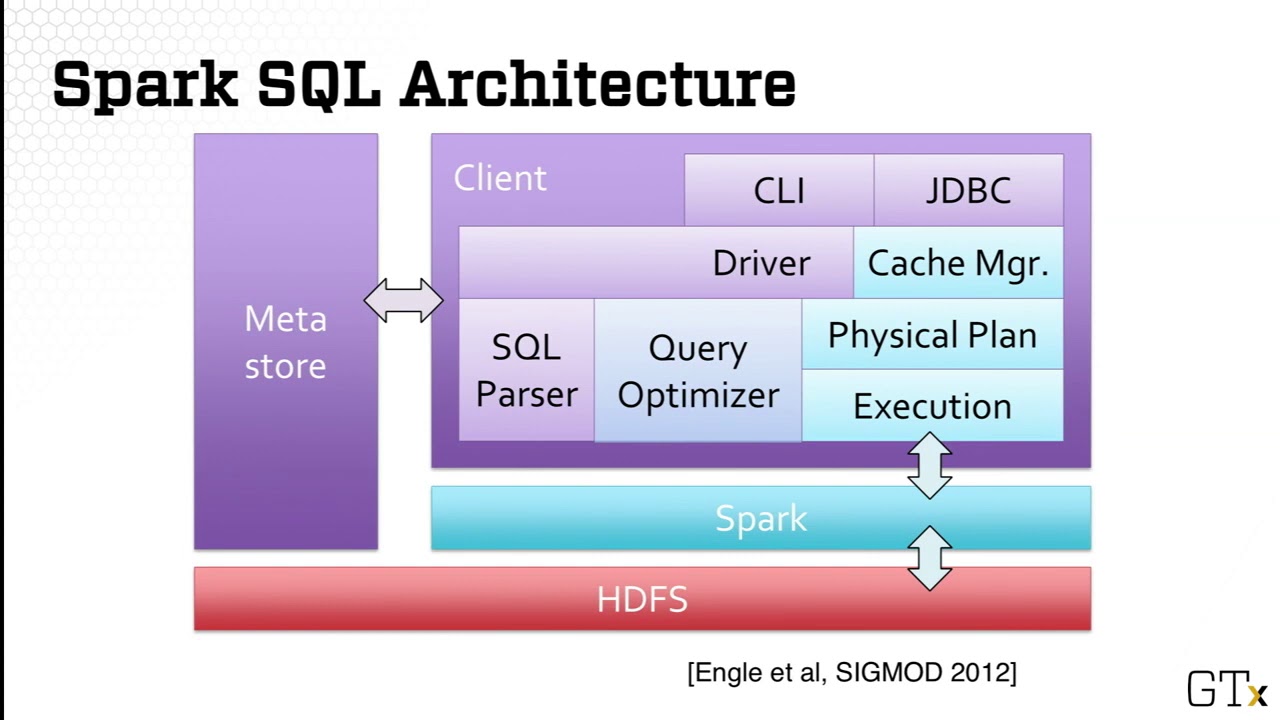 Spark SQL Architecture
Client
CLI
JDBC
Driver
Cache Mgr.
Meta
store
SQL
Parser
Query
Optimizer
Physical Plan
Execution
Spark
HDFS
[Engle et al, SIGMOD 2012]
GTx